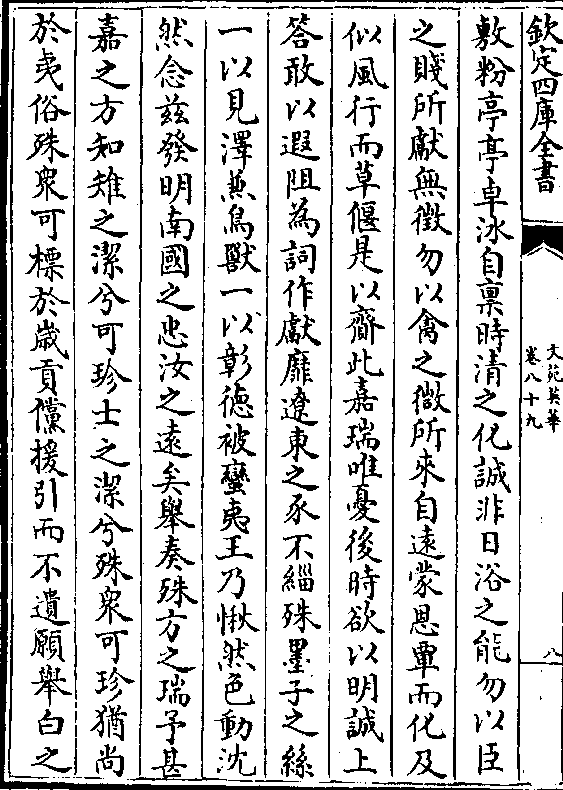 欽定四庫全書
文苑英華
卷八十九
八
敷粉亭亭卓氷自禀時清之化誠非日浴之能勿以臣
之賤所獻無徵勿以禽之微所來自遠蒙恩覃而化及
似風行而草偃是以齎此嘉瑞唯憂後時欲以明誠上
答敢以遐阻為詞作獻靡遼東之豕不緇殊墨子之絲
一以見澤燕鳥獸一以彰德被蠻夷王乃愀然色動沈
然念兹發明南國之忠汝之遠矣舉奏殊方之瑞予甚
嘉之方知雉之潔兮可珍士之潔兮殊衆可珍猶尚
於夷俗殊衆可標於歳貢儻援引而不遺願舉白之